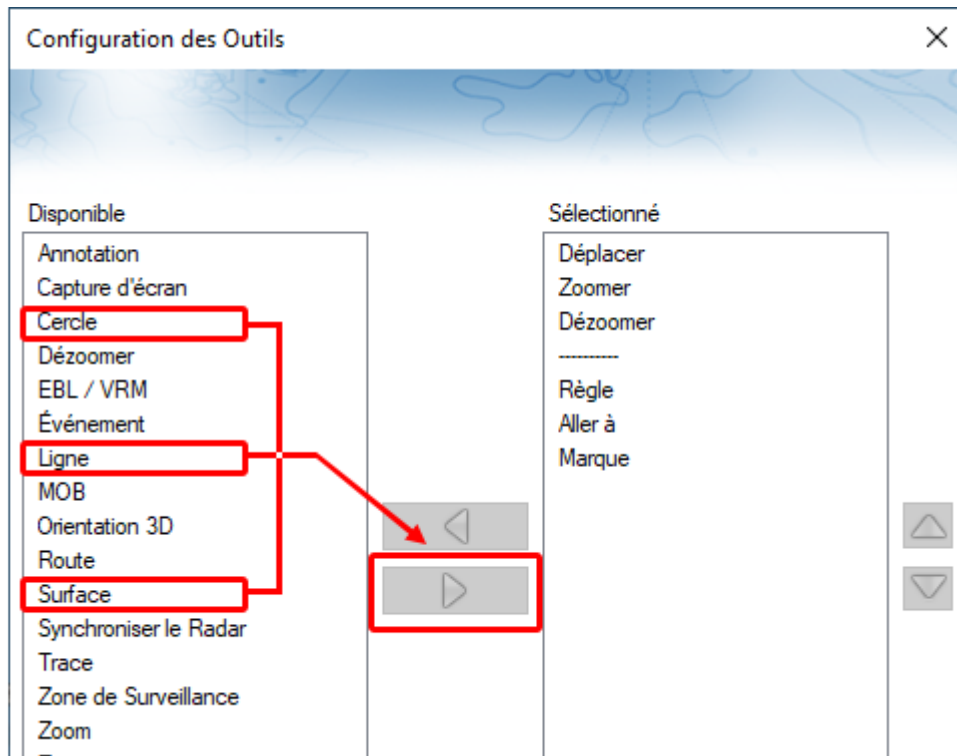 Configuration des Outils
Disponible
Annotation
Capture d'écran
Cercle
Dézoomer
EBL / VRM
Événement
Ligne
MOB
Orientation 3D
Route
Surface
Synchroniser le Radar
Trace
Zone de Surveillance
Zoom
Sélectionné
Déplacer
Zoomer
Dézoomer
----------
Règle
Aller à
Marque